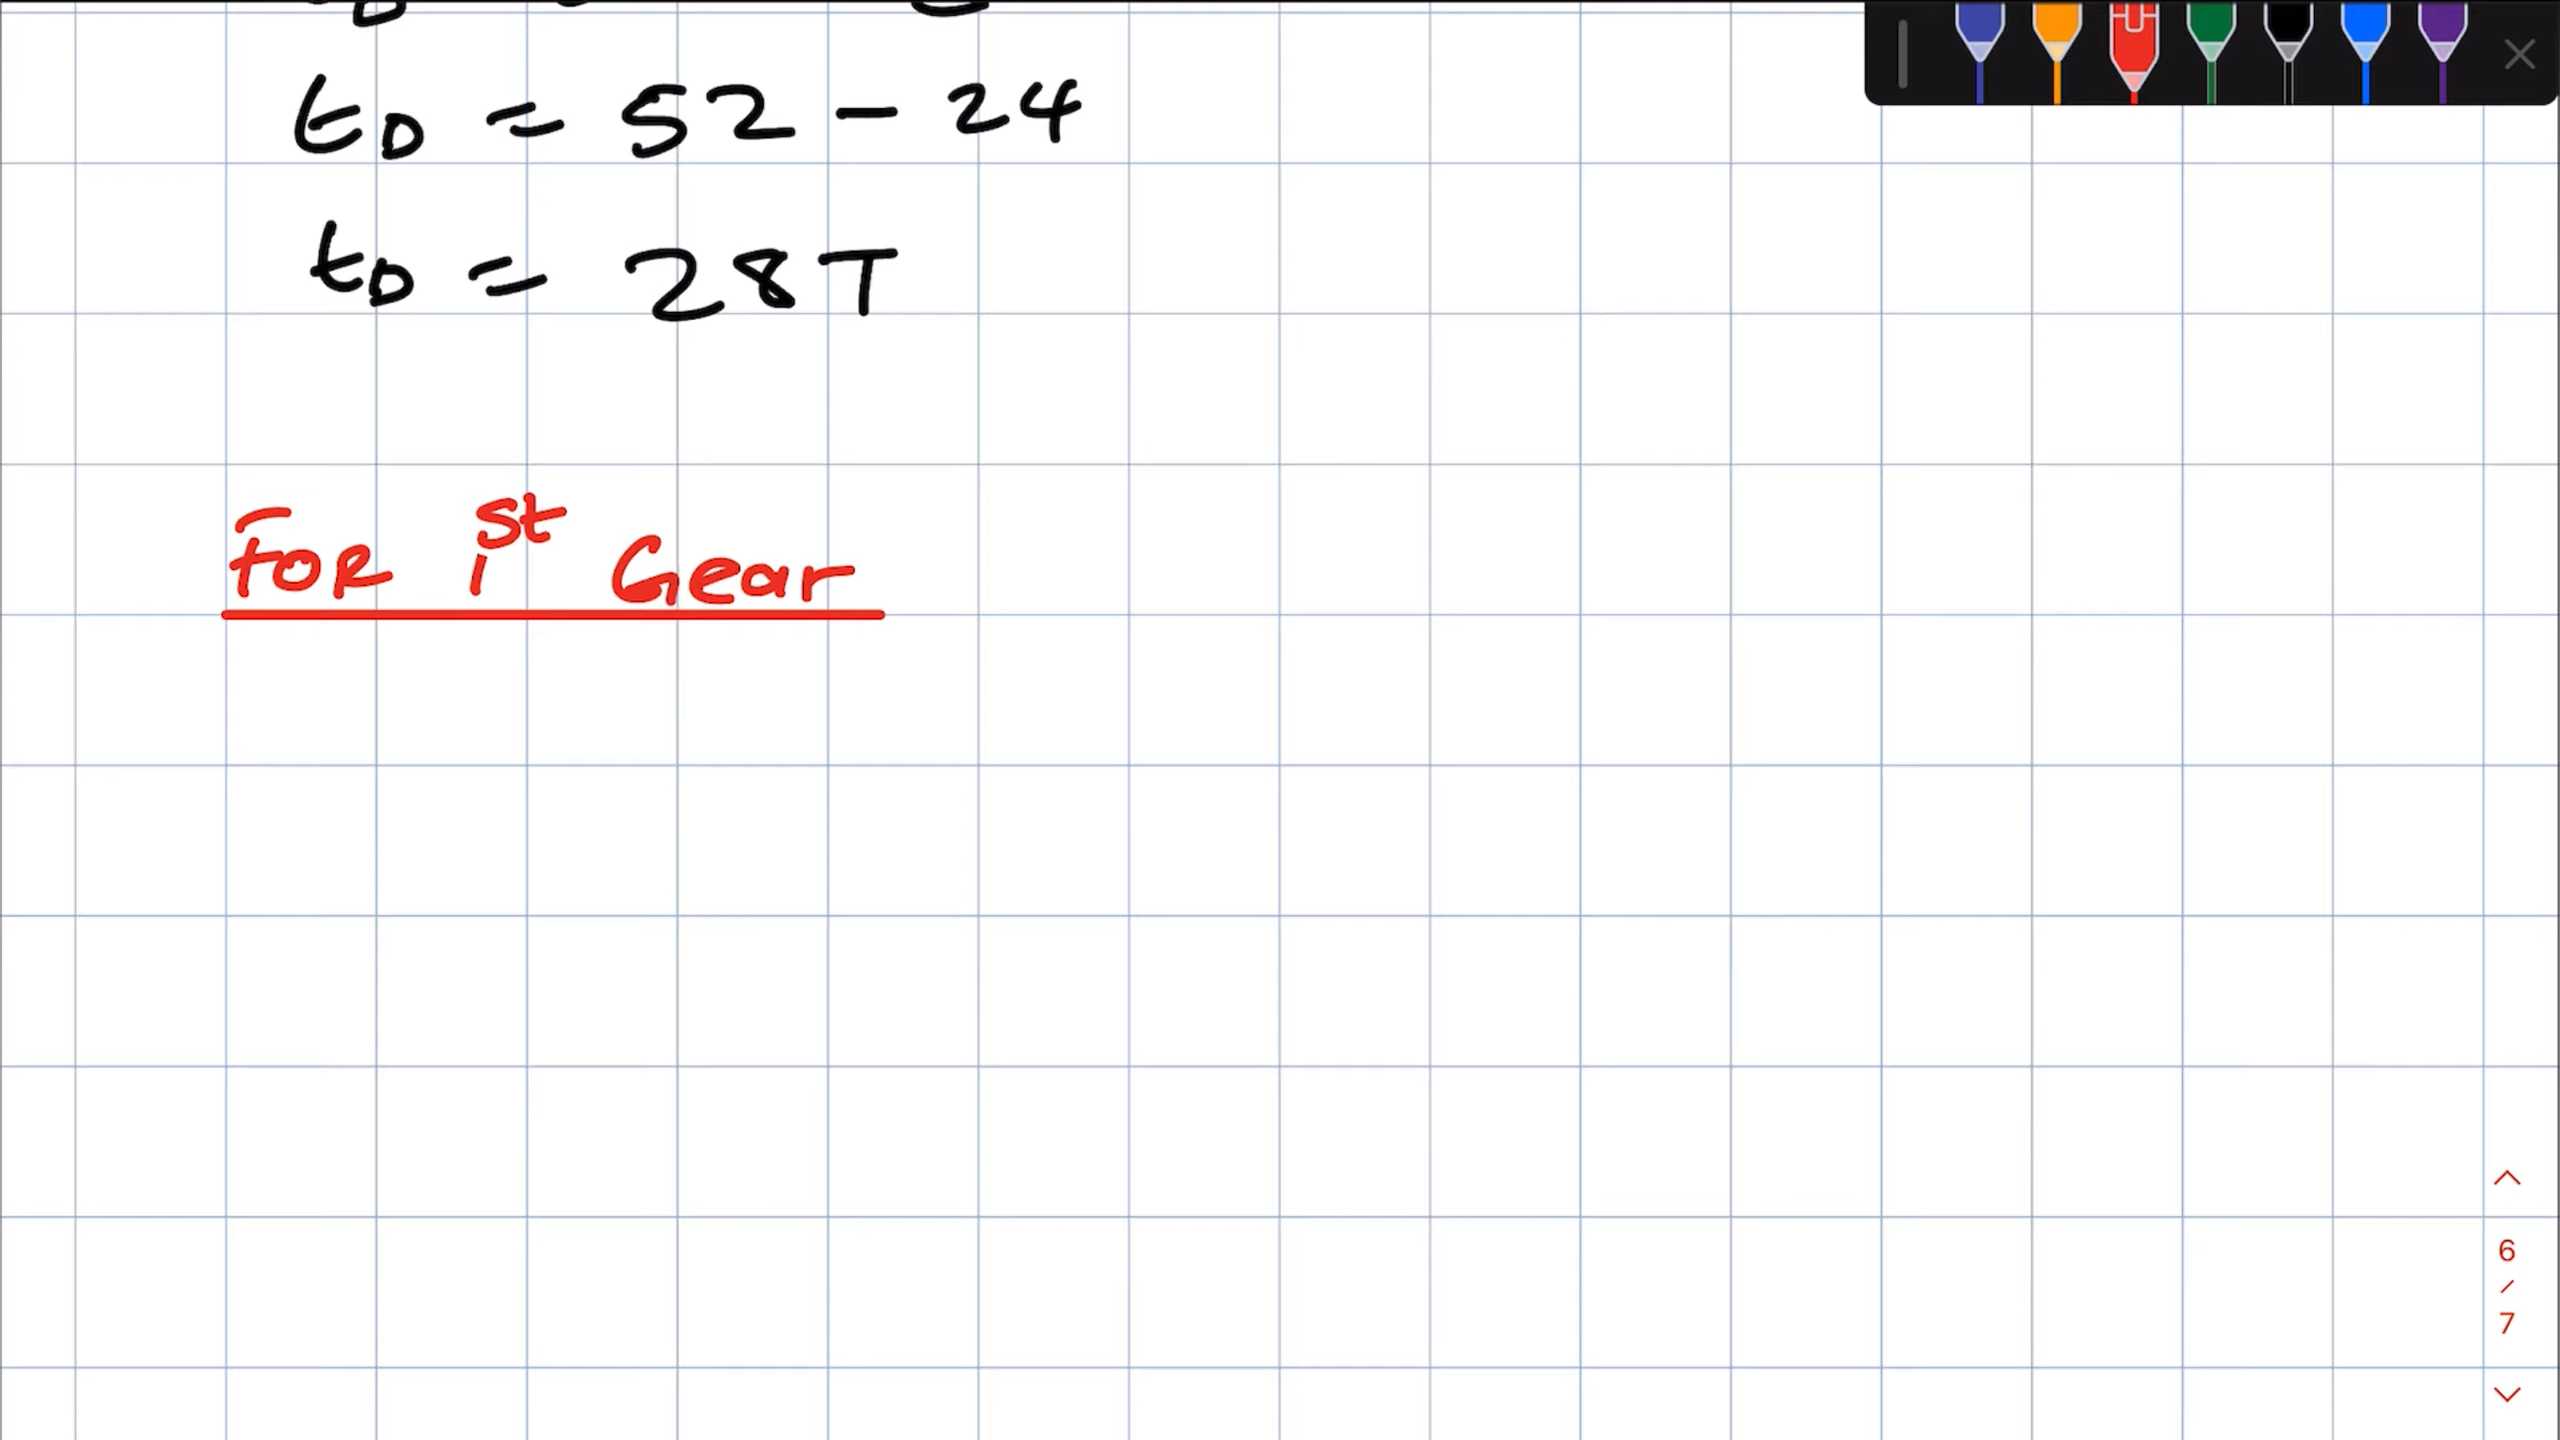 tD = 52 - 24
tD = 28T
FOR 1st Gear
6
/
7